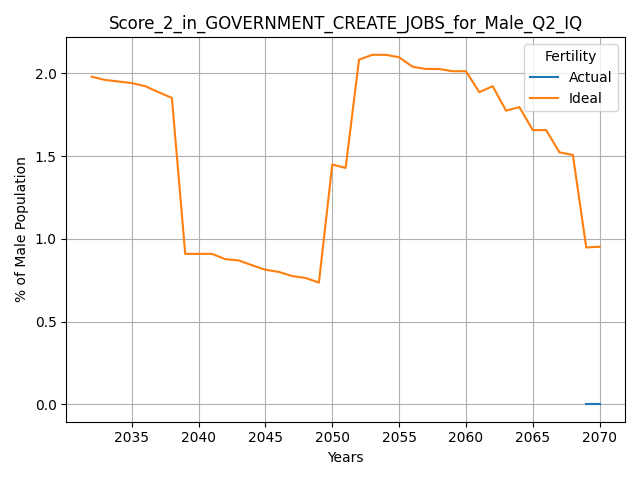 Score_2_in_GOVERNMENT_CREATE_JOBS_for_Male_Q2_IQ
Fertility
Actual
Ideal
% of Male Population
2.0
1.5
1.0
0.5
0.0
2035 2040 2045 2050 2055 2060 2065 2070
Years